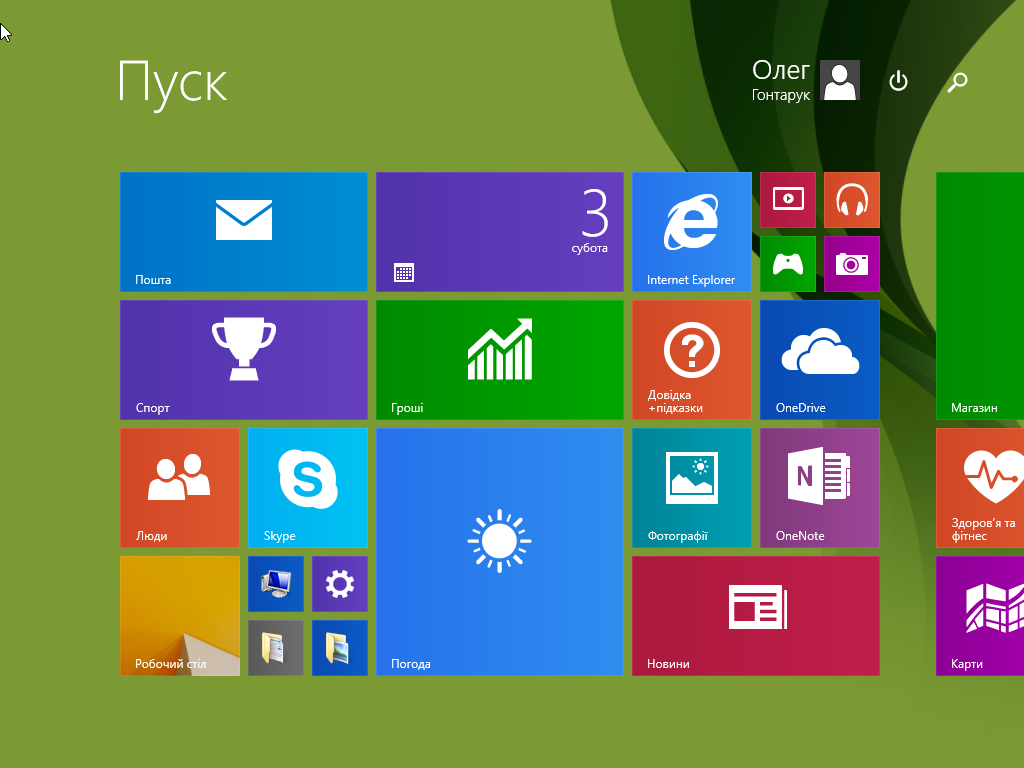 Пуск
Олег
Гонтарук
Пошта
3
субота
Internet Explorer
Спорт
Гроші
Довідка
+підказки
OneDrive
Магазин
Люди
Skype
Фотографії
OneNote
Здоров'я та
фітнес
Робочий стіл
Погода
Новини
Карти